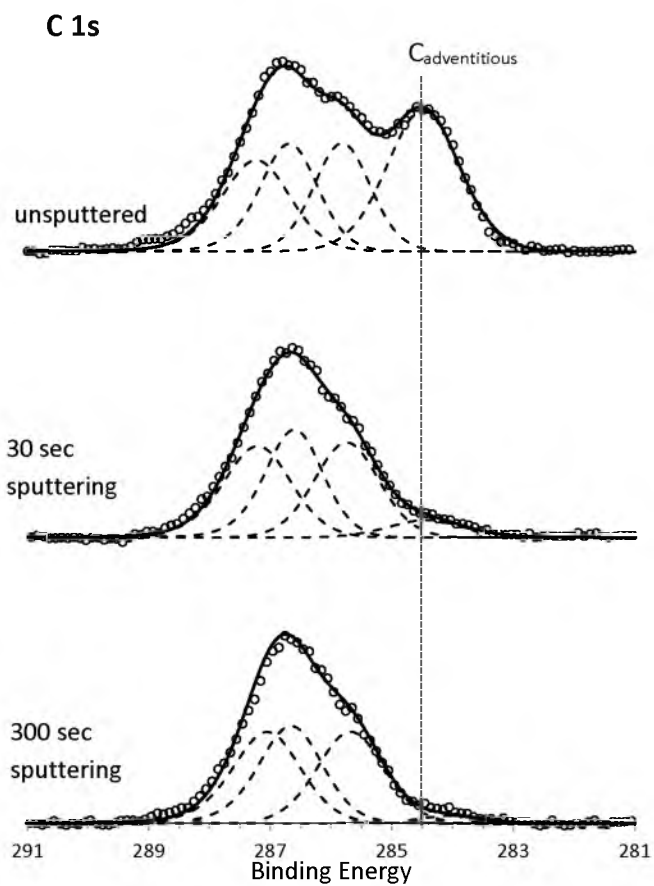 C 1s
Cadventitious
unsputtered
30 sec
sputtering
300 sec
sputtering
291 289 287 285 283 281
Binding Energy